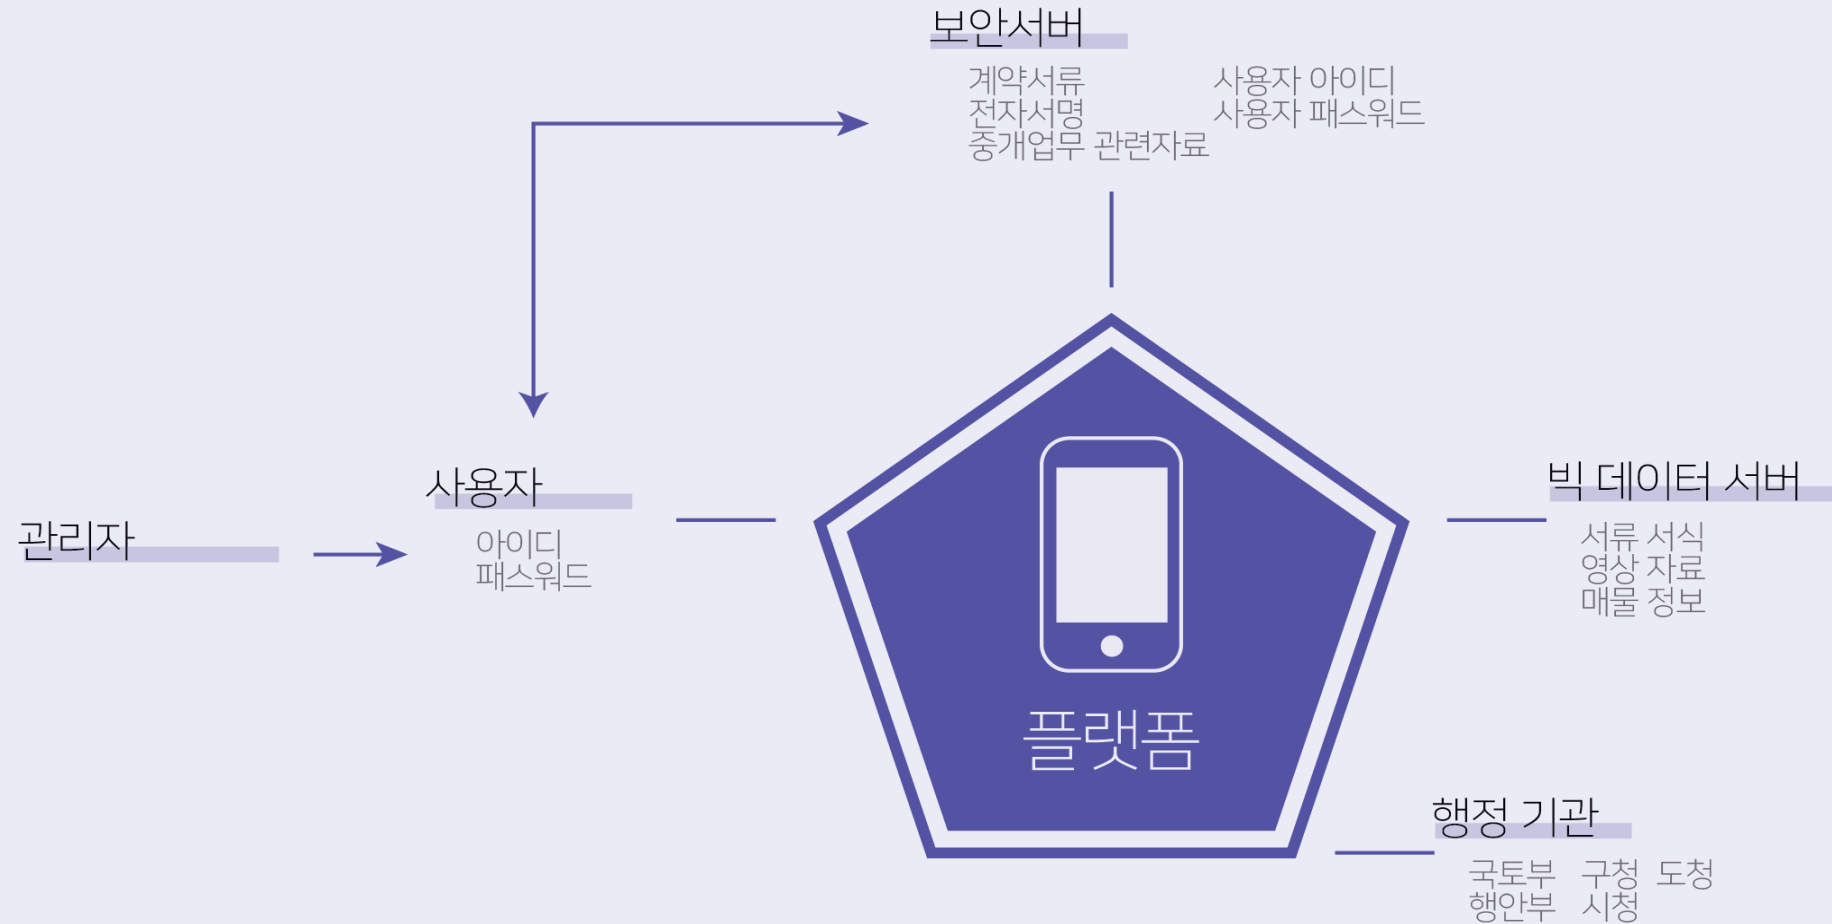 보안서버
계약서류 사용자 아이디
전자서명 사용자 패스워드
중개업무 관련자료
사용자
아이디
패스워드
관리자
빅 데이터 서버
서류 서식
영상 자료
매물 정보
플랫폼
행정 기관
국토부 구청 도청
행안부 시청